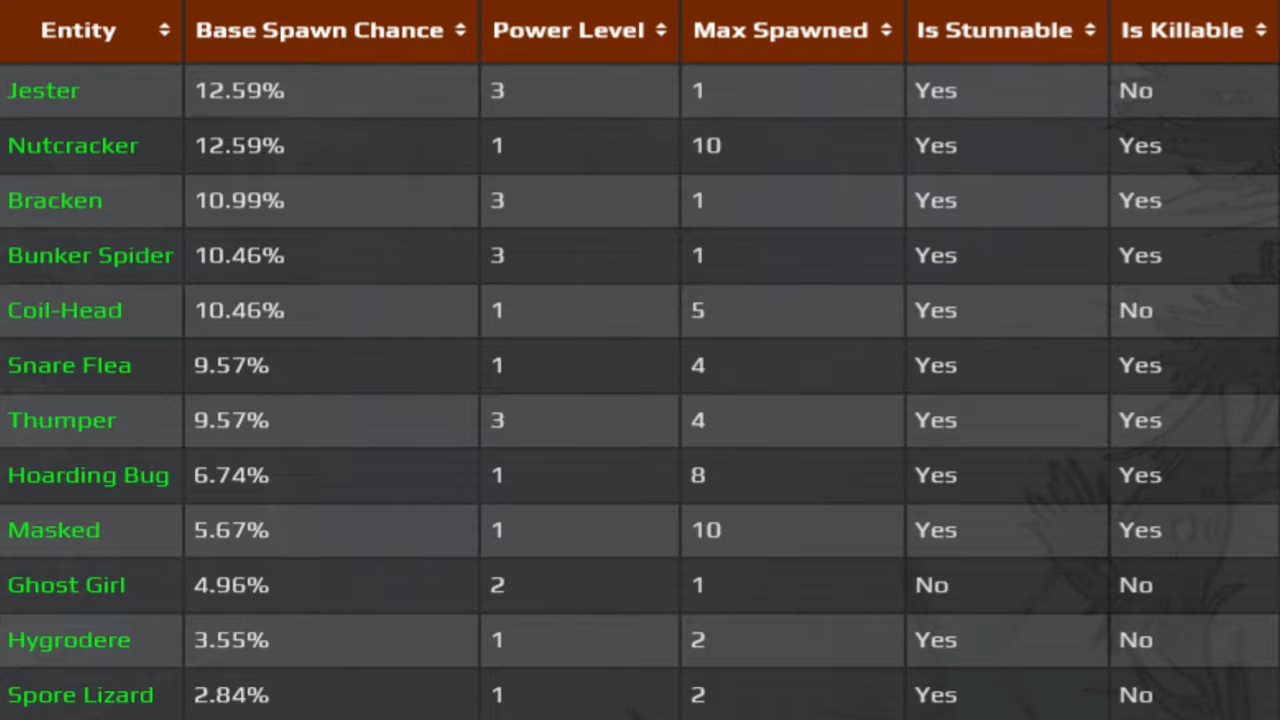 Entity Base Spawn Chance Power Level Max Spawned Is Stunnable Is Killable
Jester 12.59% 3 1 Yes No
Nutcracker 12.59% 1 10 Yes Yes
Bracken 10.99% 3 1 Yes Yes
Bunker Spider 10.46% 3 1 Yes Yes
Coil-Head 10.46% 1 5 Yes No
Snare Flea 9.57% 1 4 Yes Yes
Thumper 9.57% 3 4 Yes Yes
Hoarding Bug 6.74% 1 8 Yes Yes
Masked 5.67% 1 10 Yes Yes
Ghost Girl 4.96% 2 1 No No
Hygrodere 3.55% 1 2 Yes No
Spore Lizard 2.84% 1 2 Yes No